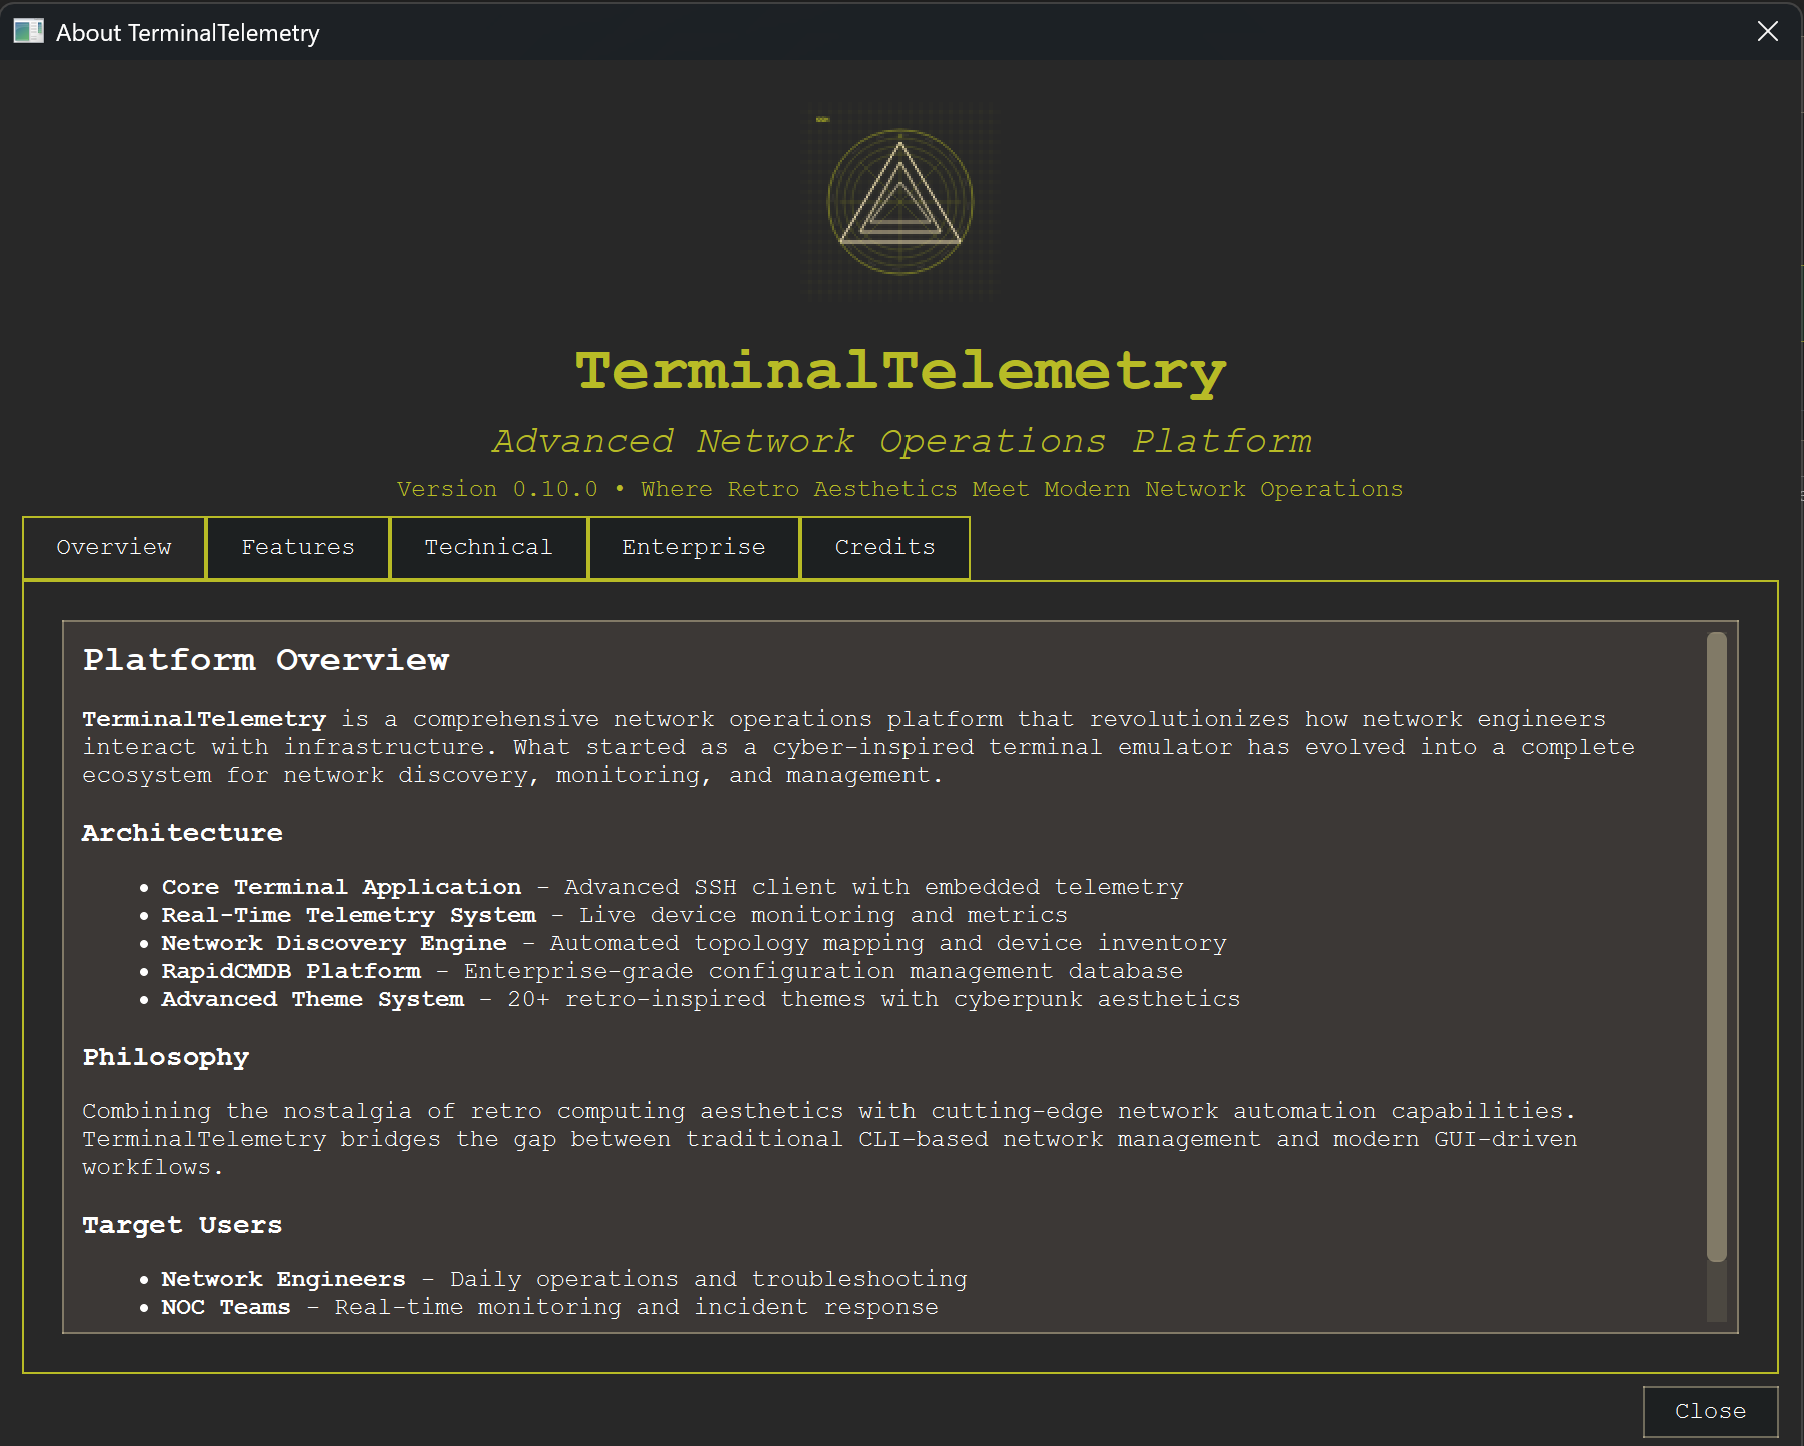 About TerminalTelemetry
TerminalTelemetry
Advanced Network Operations Platform
Version 0.10.0 • Where Retro Aesthetics Meet Modern Network Operations
Overview
Features
Technical
Enterprise
Credits
Platform Overview
TerminalTelemetry is a comprehensive network operations platform that revolutionizes how network engineers
interact with infrastructure. What started as a cyber-inspired terminal emulator has evolved into a complete
ecosystem for network discovery, monitoring, and management.
Architecture
• Core Terminal Application - Advanced SSH client with embedded telemetry
• Real-Time Telemetry System - Live device monitoring and metrics
• Network Discovery Engine - Automated topology mapping and device inventory
• RapidCMDB Platform - Enterprise-grade configuration management database
• Advanced Theme System - 20+ retro-inspired themes with cyberpunk aesthetics
Philosophy
Combining the nostalgia of retro computing aesthetics with cutting-edge network automation capabilities.
TerminalTelemetry bridges the gap between traditional CLI-based network management and modern GUI-driven
workflows.
Target Users
• Network Engineers - Daily operations and troubleshooting
• NOC Teams - Real-time monitoring and incident response
Close